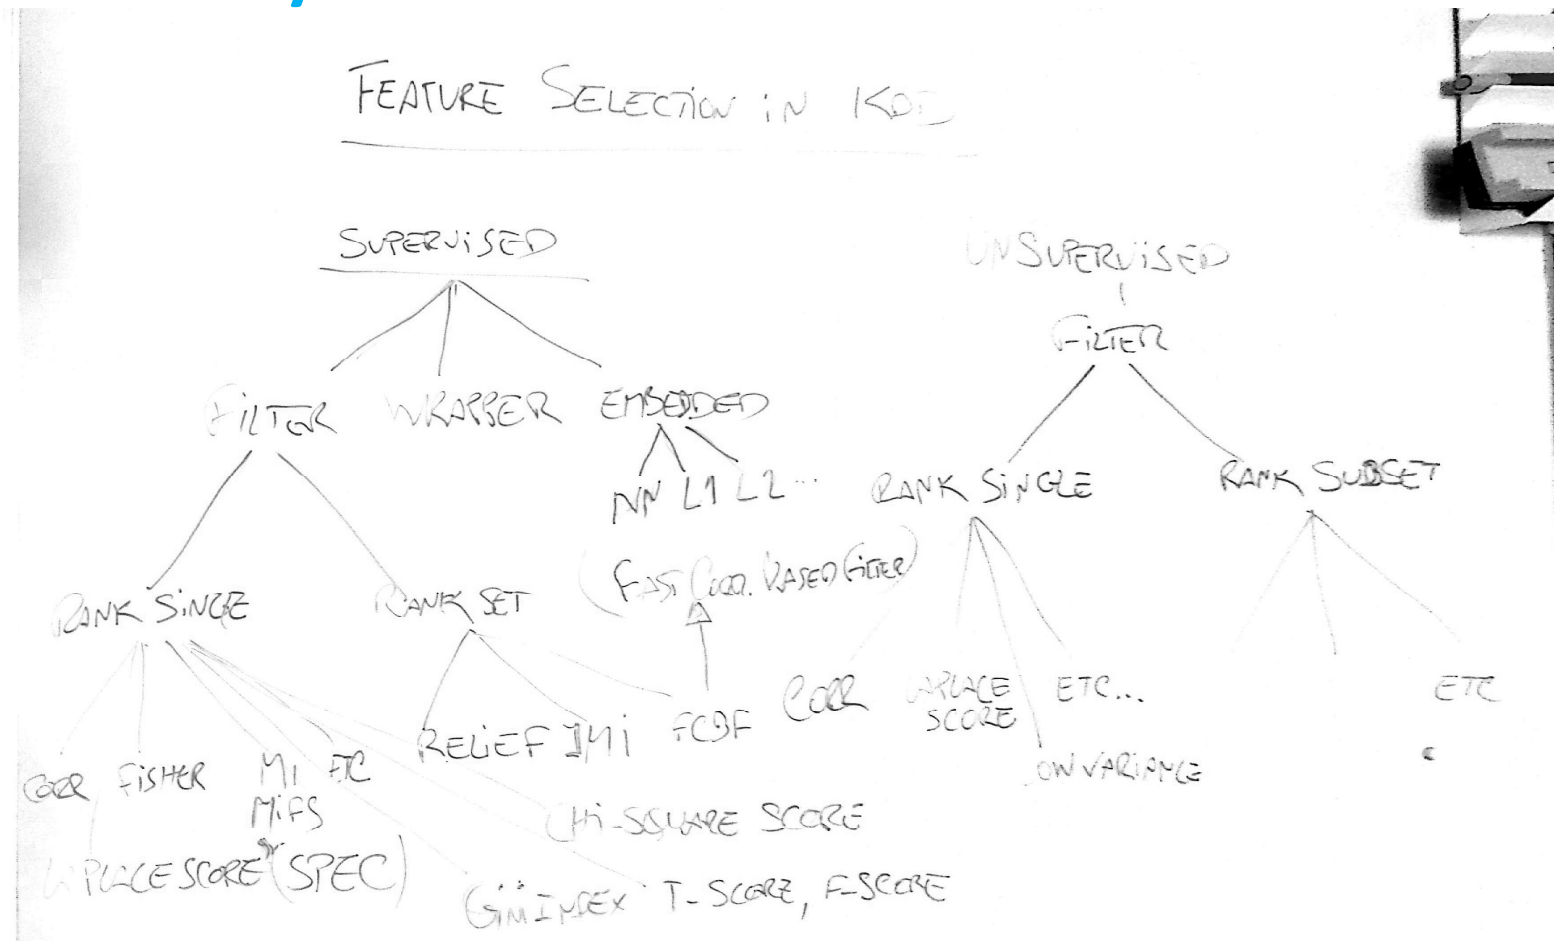 FEATURE SELECTION iN KDD
SUPERViSED
UNSUPERViSED
FiLTER
FiLTER WRAPPER EMBEDDED
NN L1 L2 ...
RANK SiNGLE
RANK SUBSET
(FAST CORR. BASED FiLTER)
RANK SiNGLE
RANK SET
CORR FiSHER Mi ETC
MiFS
LAPLACE SCORE (SPEC)
RELiEF iMi FCBF
CHi-SQUARE SCORE
GiNi INDEX T-SCORE, F-SCORE
CORR LAPLACE SCORE ETC...
LOW VARiANCE
ETC